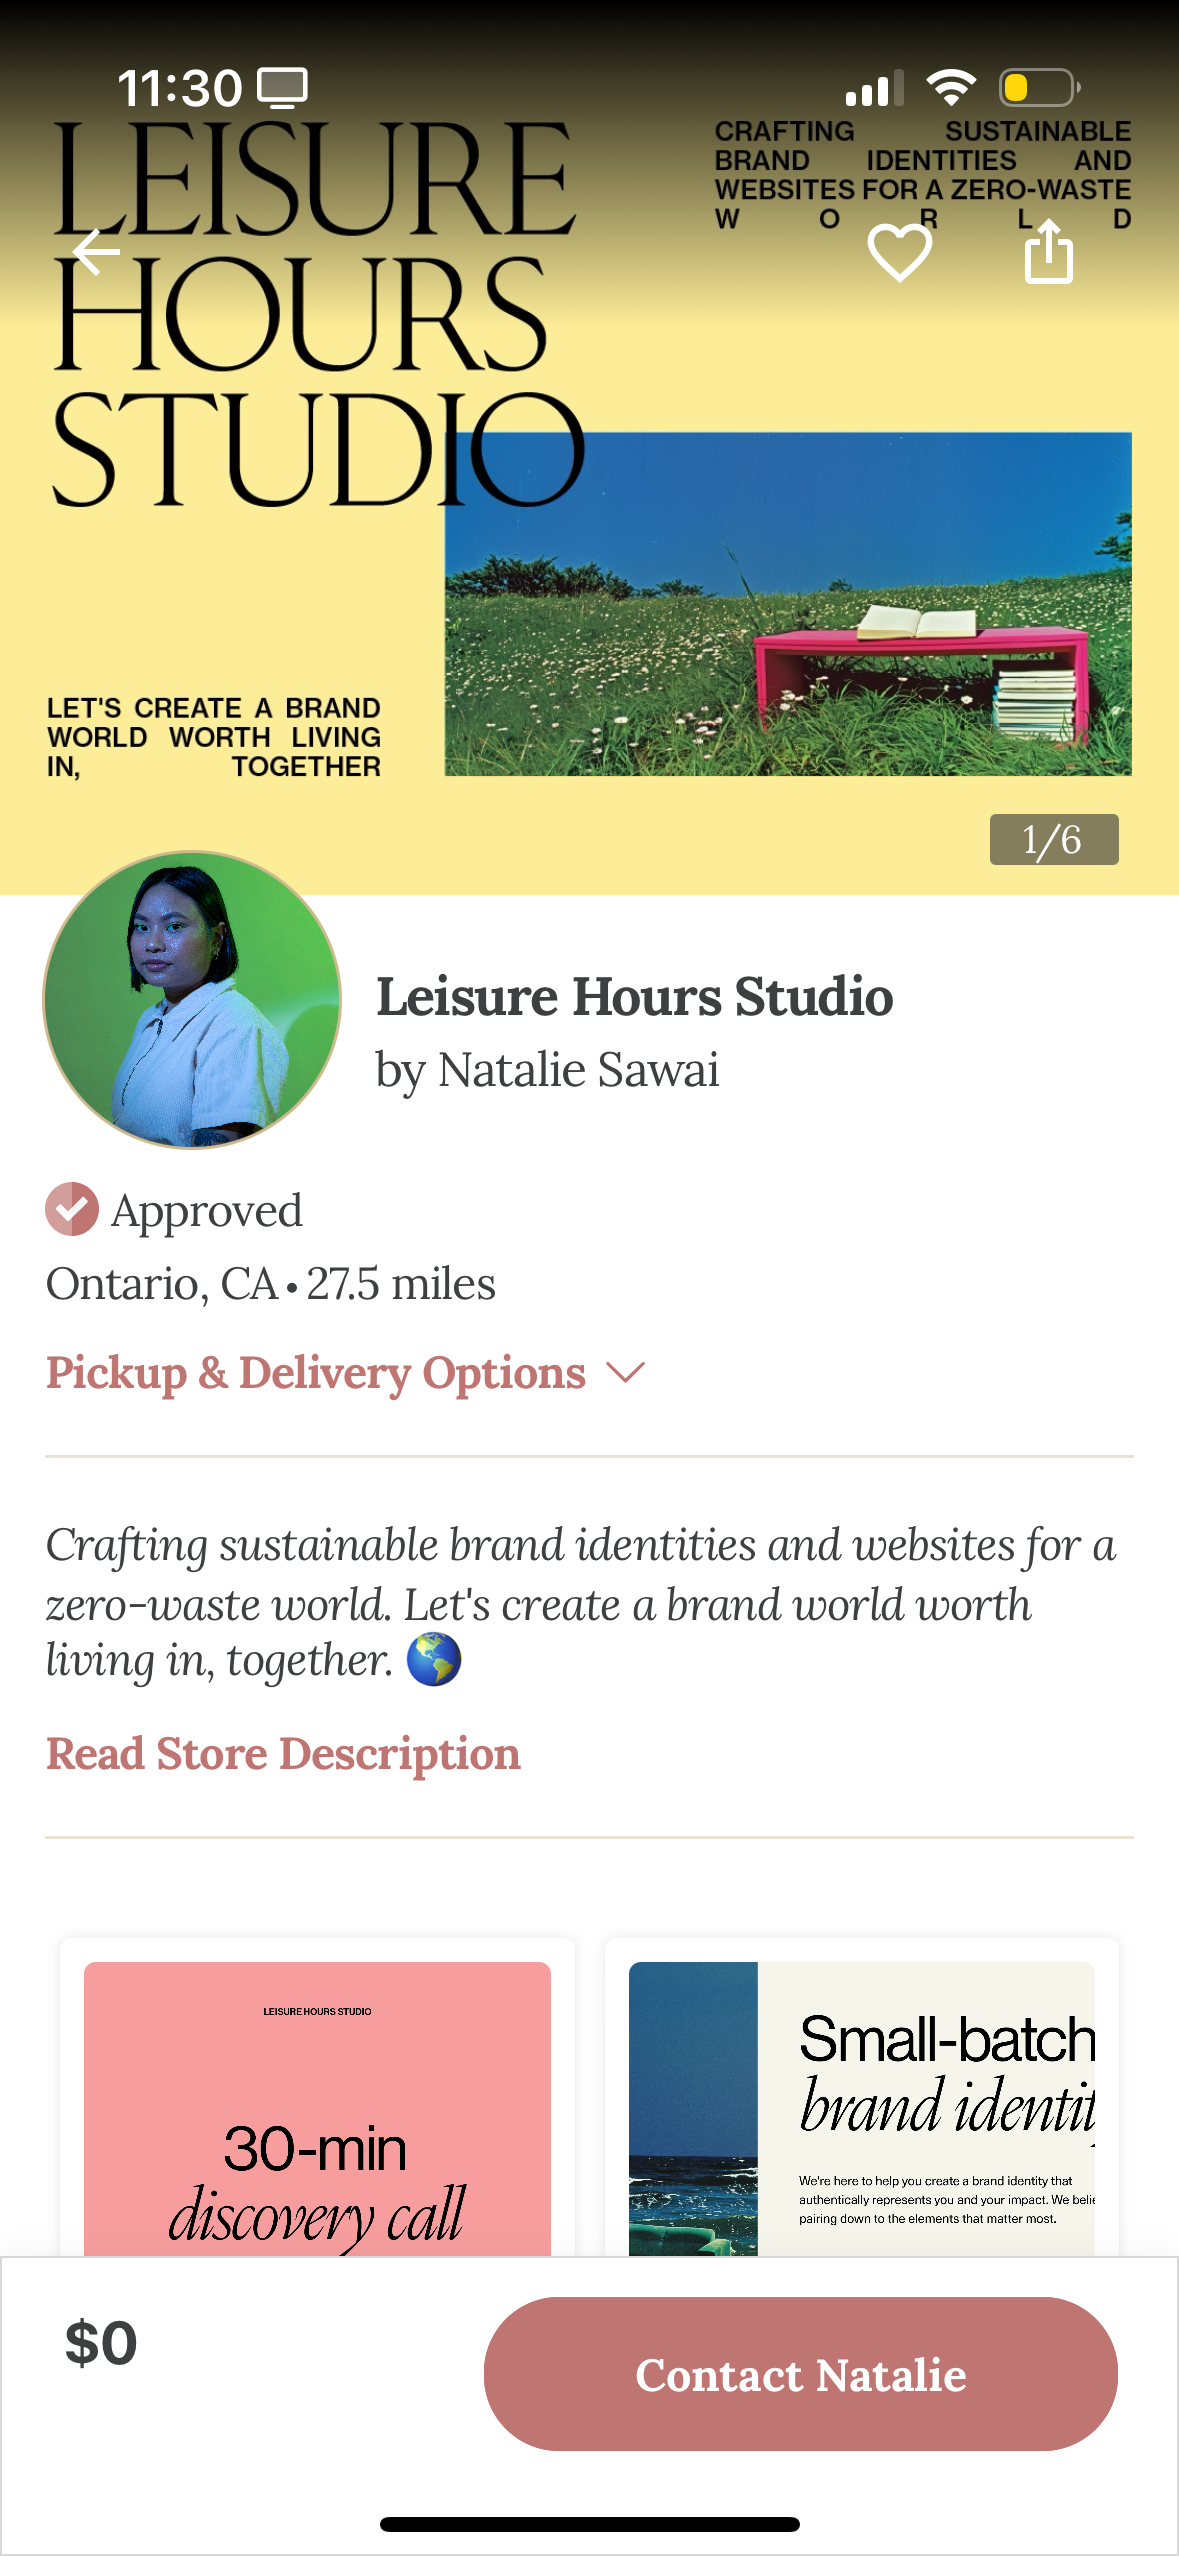 11:30
LEISURE
HOURS
STUDIO
CRAFTING SUSTAINABLE
BRAND IDENTITIES AND
WEBSITES FOR A ZERO-WASTE
W O R L D
LET'S CREATE A BRAND
WORLD WORTH LIVING
IN, TOGETHER
1/6
Leisure Hours Studio
by Natalie Sawai
Approved
Ontario, CA • 27.5 miles
Pickup & Delivery Options
Crafting sustainable brand identities and websites for a
zero-waste world. Let's create a brand world worth
living in, together. 🌎
Read Store Description
LEISURE HOURS STUDIO
30-min
discovery call
Small-batch
brand identit
We're here to help you create a brand identity that
authentically represents you and your impact. We belie
pairing down to the elements that matter most.
$0
Contact Natalie